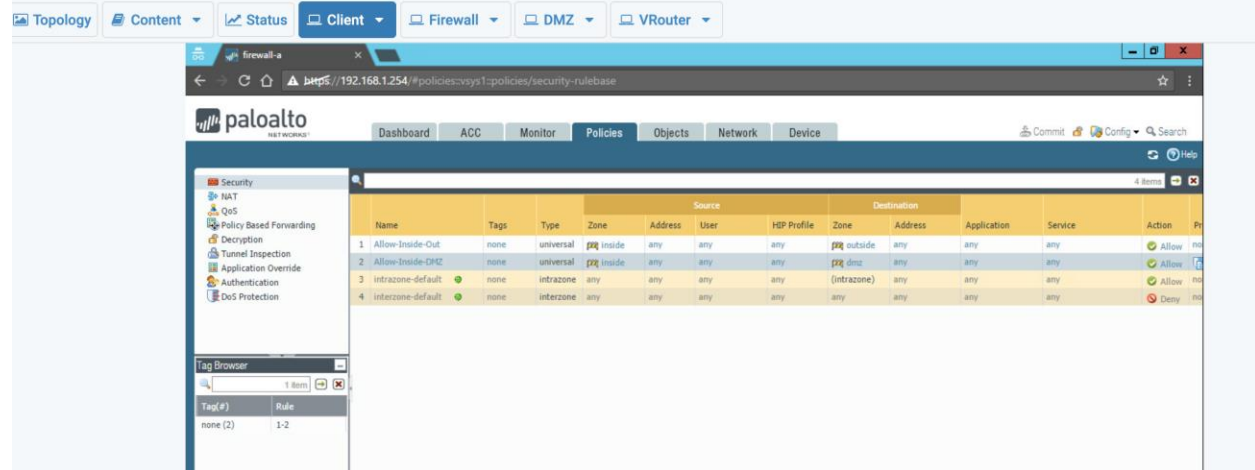 Topology Content Status Client Firewall DMZ VRouter
firewall-a
https://192.168.1.254/#policies::vsys1::policies/security-rulebase
paloalto
NETWORKS
Dashboard ACC Monitor Policies Objects Network Device Commit Config Search
Help
Security
NAT
QoS
Policy Based Forwarding
Decryption
Tunnel Inspection
Application Override
Authentication
DoS Protection
4 items
Source Destination
Name Tags Type Zone Address User HIP Profile Zone Address Application Service Action Pr
1 Allow-Inside-Out none universal inside any any any outside any any any Allow no
2 Allow-Inside-DMZ none universal inside any any any dmz any any any Allow
3 intrazone-default none intrazone any any any any (intrazone) any any any Allow no
4 interzone-default none interzone any any any any any any any any Deny no
Tag Browser
1 item
Tag(#) Rule
none (2) 1-2